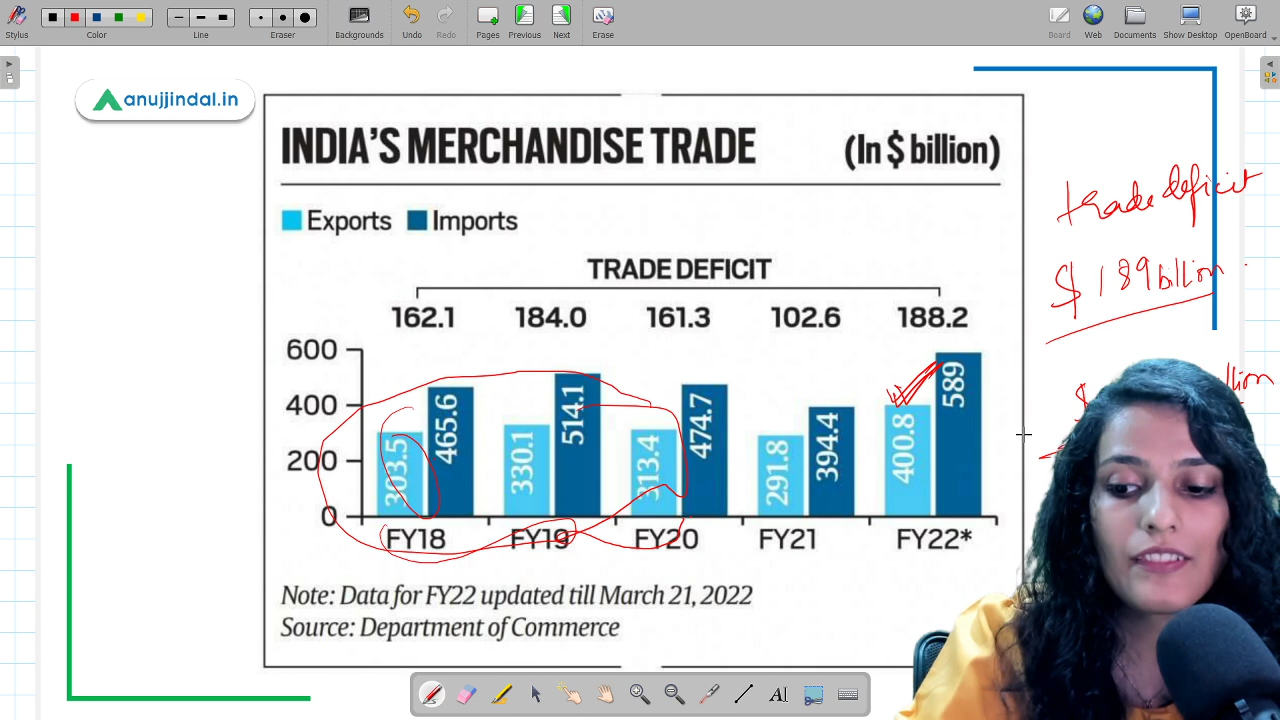 Stylus
Color
Line
Eraser
Backgrounds
Undo
Redo
Pages
Previous
Next
Erase
Board
Web
Documents
Show Desktop
OpenBoard
anujjindal.in
INDIA'S MERCHANDISE TRADE (In $ billion)
Exports Imports
TRADE DEFICIT
162.1 184.0 161.3 102.6 188.2
600
400
200
0
303.5
465.6
330.1
514.1
313.4
474.7
291.8
394.4
400.8
589
FY18 FY19 FY20 FY21 FY22*
Note: Data for FY22 updated till March 21, 2022
Source: Department of Commerce
trade deficit
$ 189 billion
$
AI